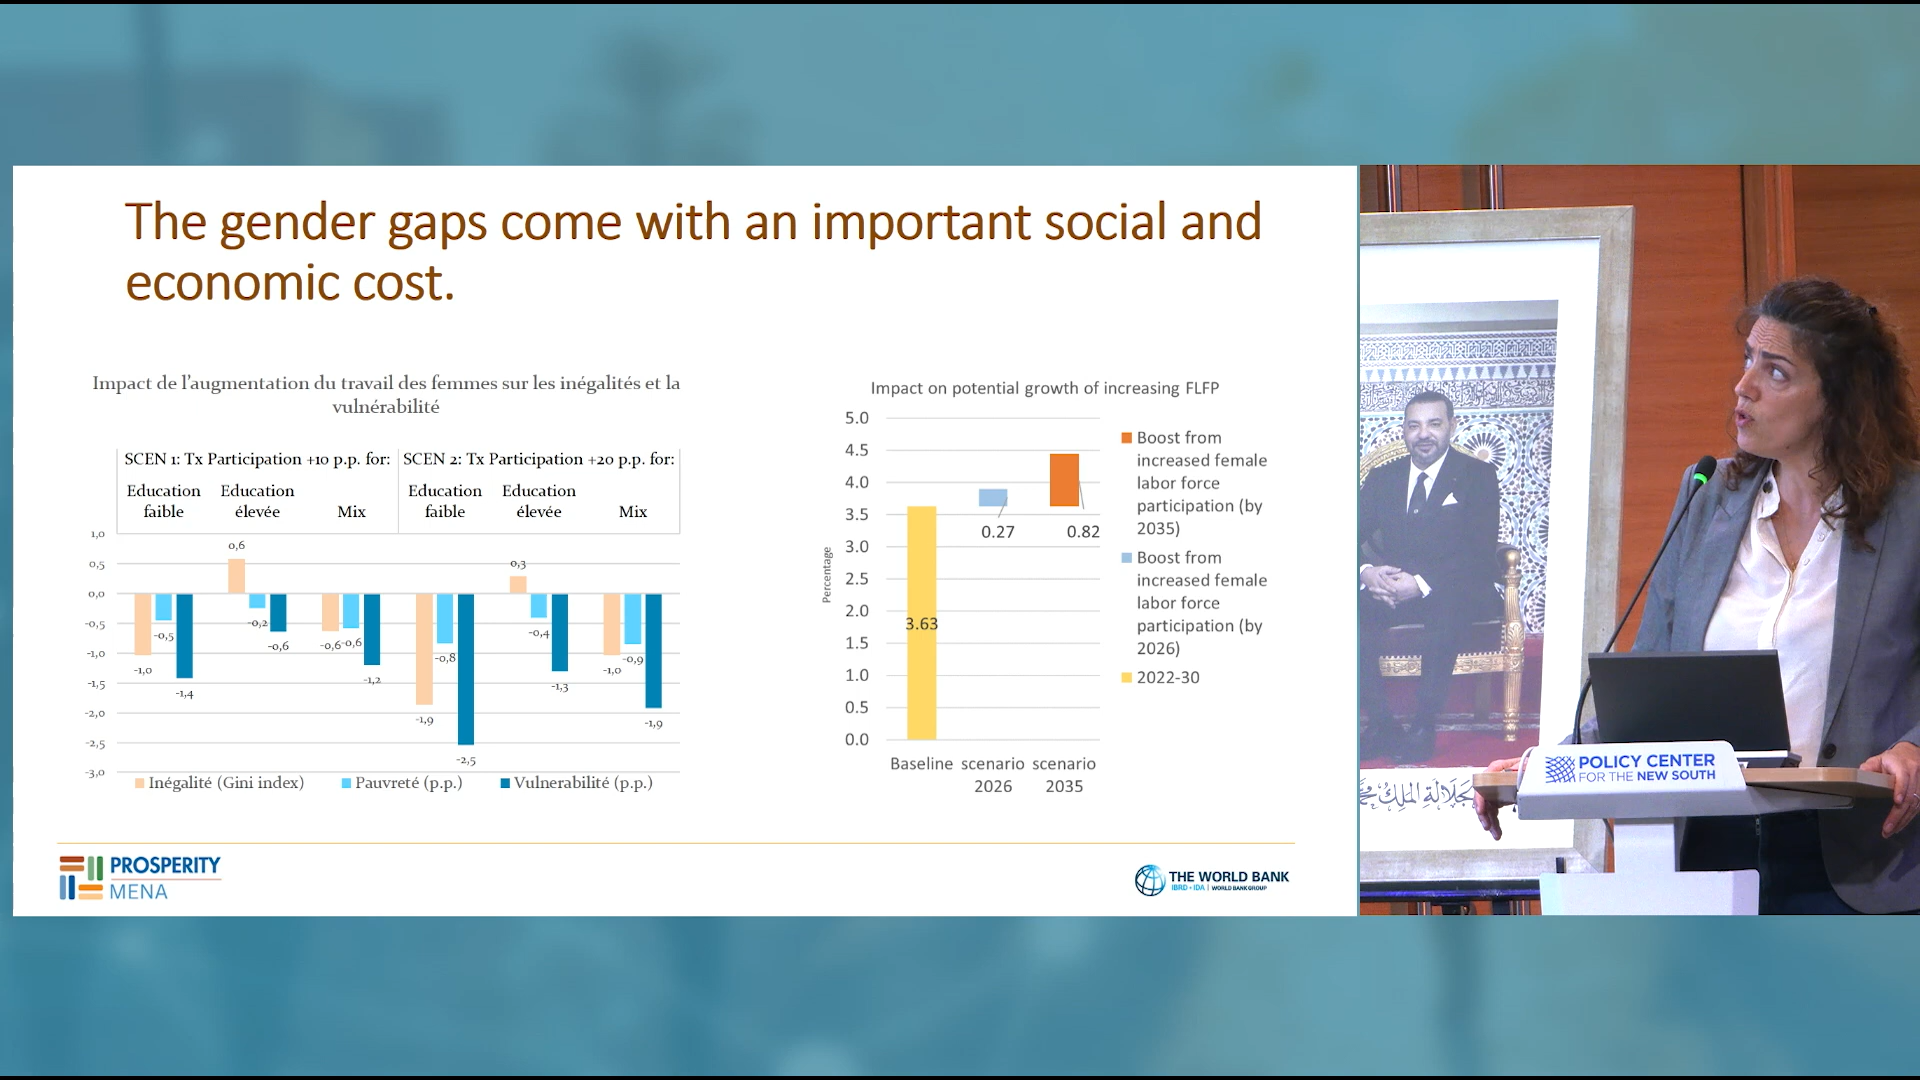 The gender gaps come with an important social and
economic cost.
Impact de l'augmentation du travail des femmes sur les inégalités et la
vulnérabilité
SCEN 1: Tx Participation +10 p.p. for: SCEN 2: Tx Participation +20 p.p. for:
Education Education Education Education
faible élevée Mix faible élevée Mix
1,0
0,5
0,0
-0,5
-1,0
-1,5
-2,0
-2,5
-3,0
-1,0 -0,5 -1,4
0,6 -0,2 -0,6
-0,6 -0,6 -1,2
-1,9 -0,8 -2,5
0,3 -0,4 -1,3
-1,0 -0,9 -1,9
Inégalité (Gini index) Pauvreté (p.p.) Vulnerabilité (p.p.)
Impact on potential growth of increasing FLFP
Percentage
5.0
4.5
4.0
3.5
3.0
2.5
2.0
1.5
1.0
0.5
0.0
3.63
0.27
0.82
Baseline scenario scenario
2026 2035
Boost from
increased female
labor force
participation (by
2035)
Boost from
increased female
labor force
participation (by
2026)
2022-30
PROSPERITY
MENA
THE WORLD BANK
IBRD • IDA | WORLD BANK GROUP
POLICY CENTER
FOR THE NEW SOUTH